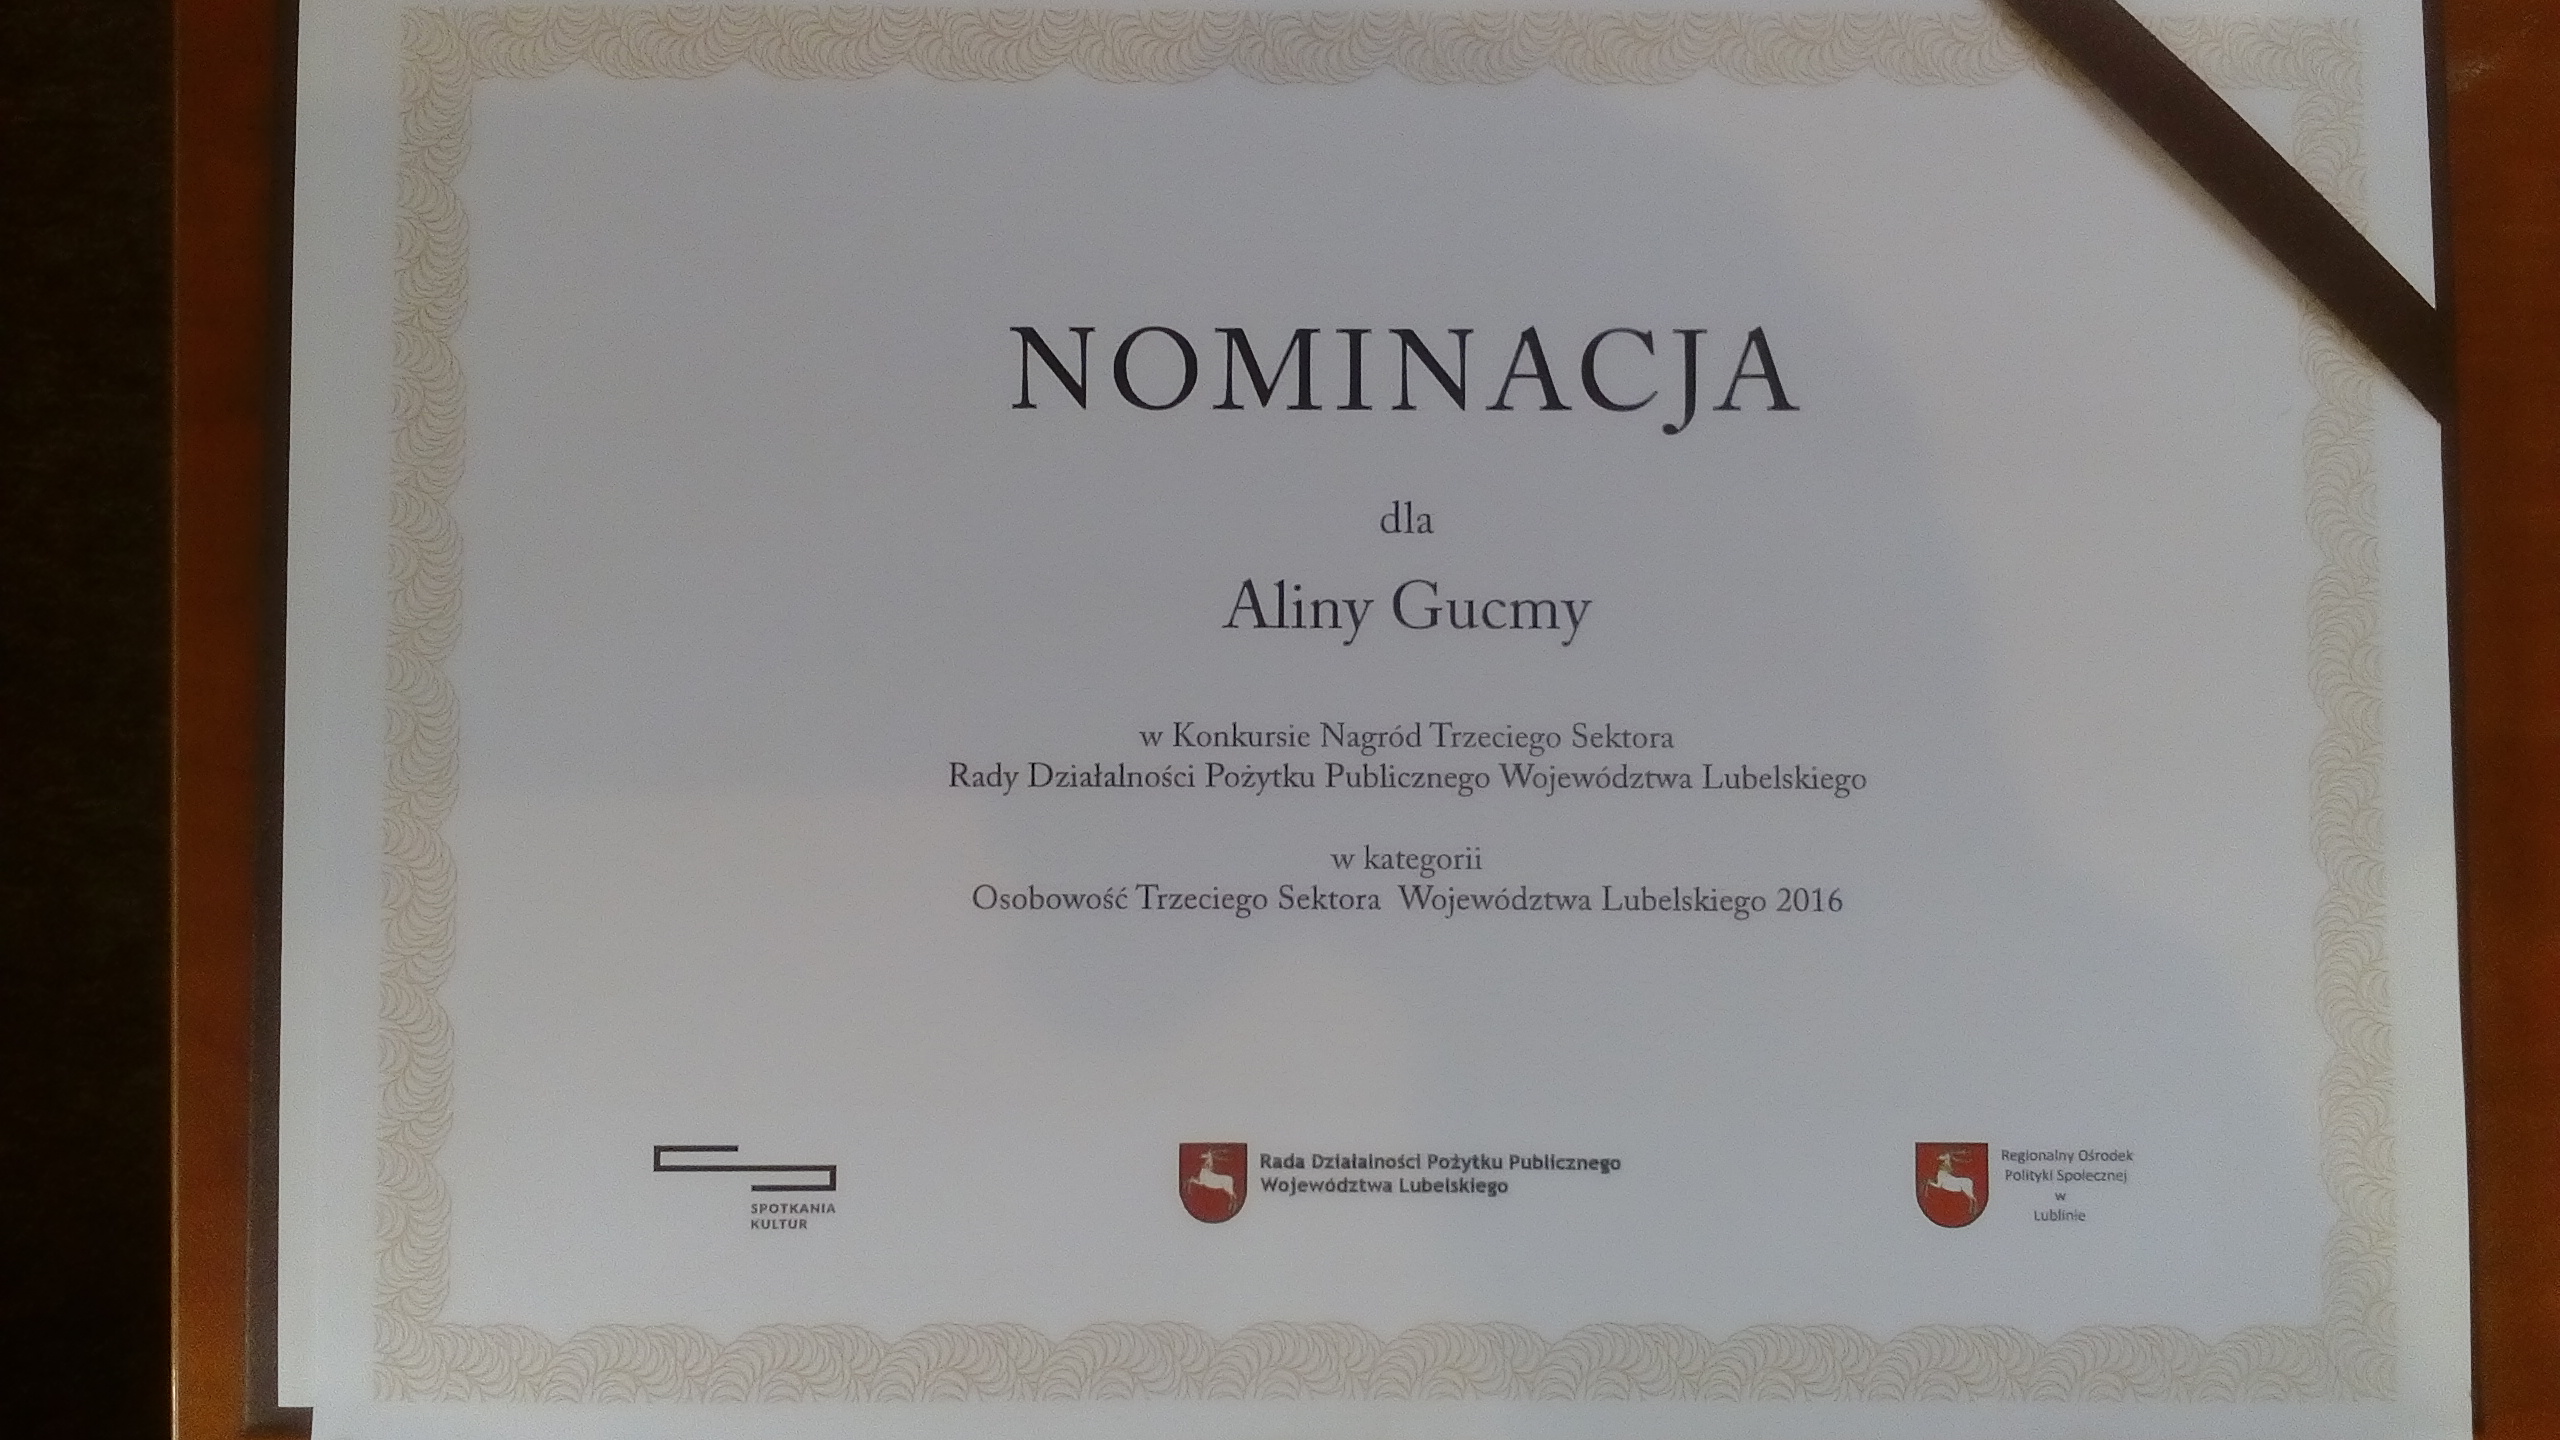 NOMINACJA
dla
Aliny Gucmy
w Konkursie Nagród Trzeciego Sektora
Rady Działalności Pożytku Publicznego Województwa Lubelskiego
w kategorii
Osobowość Trzeciego Sektora Województwa Lubelskiego 2016
SPOTKANIA
KULTUR
Rada Działalności Pożytku Publicznego
Województwa Lubelskiego
Regionalny Ośrodek
Polityki Społecznej
w
Lublinie